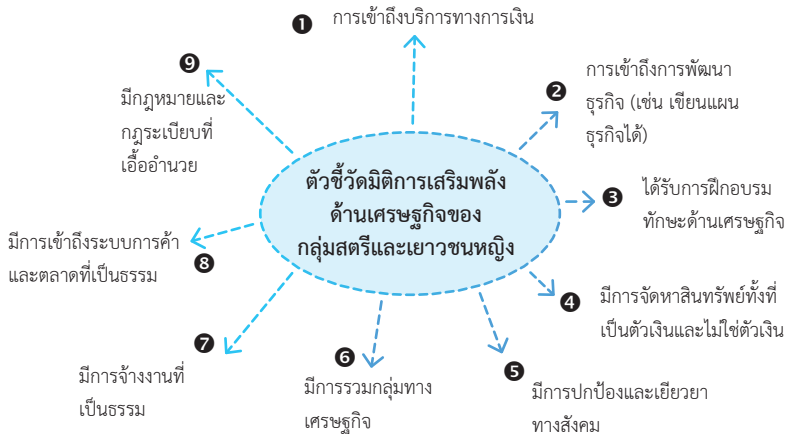 ตัวชี้วัดมิติการเสริมพลัง
ด้านเศรษฐกิจของ
กลุ่มสตรีและเยาวชนหญิง
❶ การเข้าถึงบริการทางการเงิน
❷ การเข้าถึงการพัฒนา
ธุรกิจ (เช่น เขียนแผน
ธุรกิจได้)
❸ ได้รับการฝึกอบรม
ทักษะด้านเศรษฐกิจ
❹ มีการจัดหาสินทรัพย์ทั้งที่
เป็นตัวเงินและไม่ใช่ตัวเงิน
❺ มีการปกป้องและเยียวยา
ทางสังคม
❻ มีการรวมกลุ่มทาง
เศรษฐกิจ
❼ มีการจ้างงานที่
เป็นธรรม
❽ มีการเข้าถึงระบบการค้า
และตลาดที่เป็นธรรม
❾ มีกฎหมายและ
กฎระเบียบที่
เอื้ออำนวย